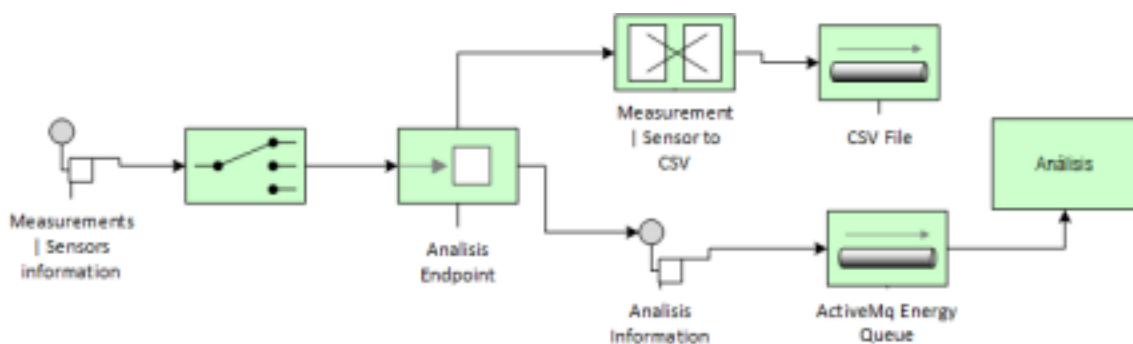 Measurement
| Sensor to
CSV
CSV File
Análisis
Measurements
| Sensors
information
Analisis
Endpoint
Analisis
Information
ActiveMq Energy
Queue